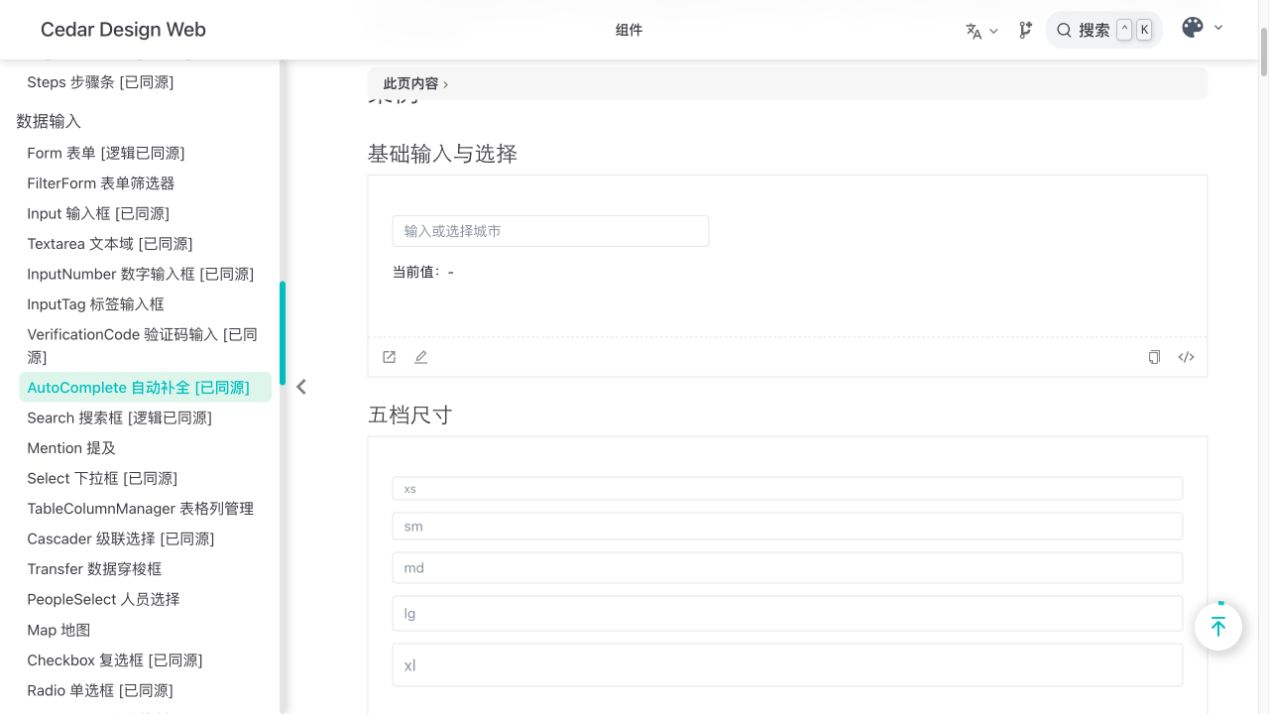 Cedar Design Web
组件
搜索 ^ K
Steps 步骤条 [已同源]
数据输入
Form 表单 [逻辑已同源]
FilterForm 表单筛选器
Input 输入框 [已同源]
Textarea 文本域 [已同源]
InputNumber 数字输入框 [已同源]
InputTag 标签输入框
VerificationCode 验证码输入 [已同
源]
AutoComplete 自动补全 [已同源]
Search 搜索框 [逻辑已同源]
Mention 提及
Select 下拉框 [已同源]
TableColumnManager 表格列管理
Cascader 级联选择 [已同源]
Transfer 数据穿梭框
PeopleSelect 人员选择
Map 地图
Checkbox 复选框 [已同源]
Radio 单选框 [已同源]
此页内容 ›
基础输入与选择
输入或选择城市
当前值：-
五档尺寸
xs
sm
md
lg
xl